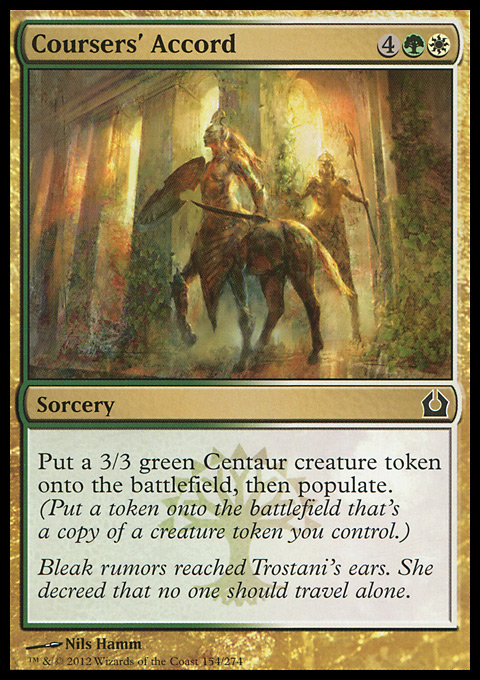 Coursers' Accord 4
Sorcery
Put a 3/3 green Centaur creature token
onto the battlefield, then populate.
(Put a token onto the battlefield that's
a copy of a creature token you control.)
Bleak rumors reached Trostani's ears. She
decreed that no one should travel alone.
Nils Hamm
™ & © 2012 Wizards of the Coast 154/274